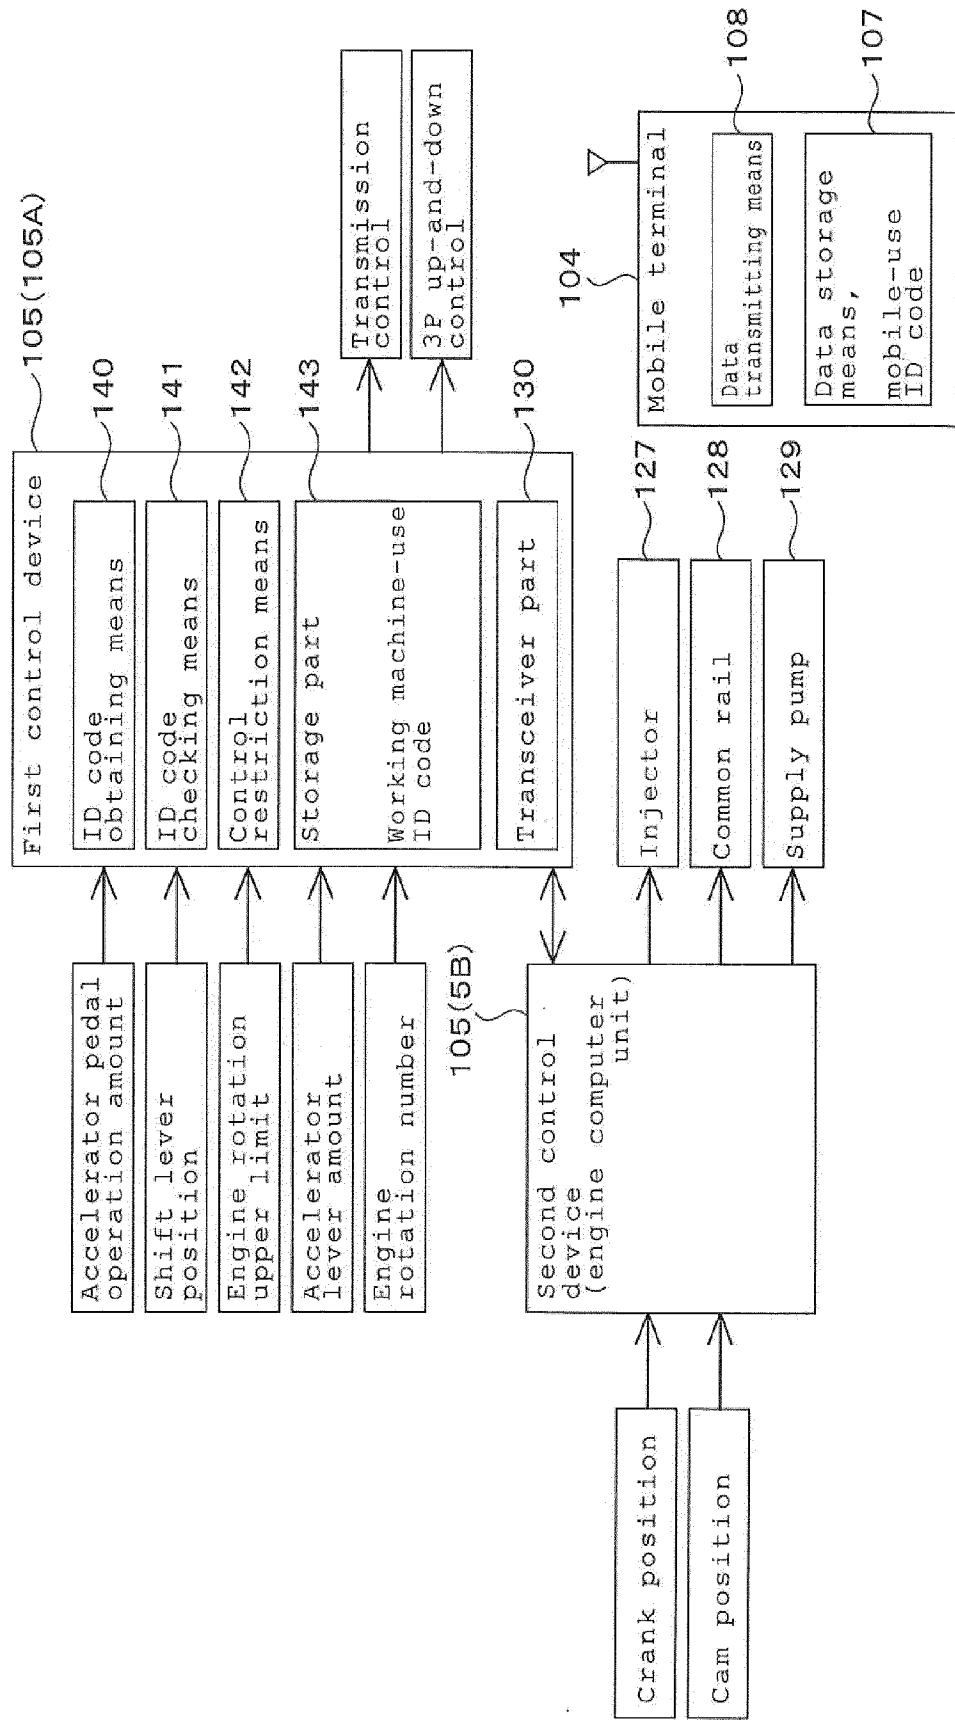 105(105A)
First control device
140
ID code
obtaining means
141
ID code
checking means
142
Control
restriction means
143
Storage part
Working machine-use
ID code
130
Transceiver part
Accelerator pedal
operation amount
Shift lever
position
Engine rotation
upper limit
Accelerator
lever amount
Engine
rotation number
Transmission
control
3P up-and-down
control
105(5B)
Second control
device
(engine computer
unit)
Crank position
Cam position
127
Injector
128
Common rail
129
Supply pump
104
Mobile terminal
108
Data
transmitting means
107
Data storage
means,
mobile-use
ID code